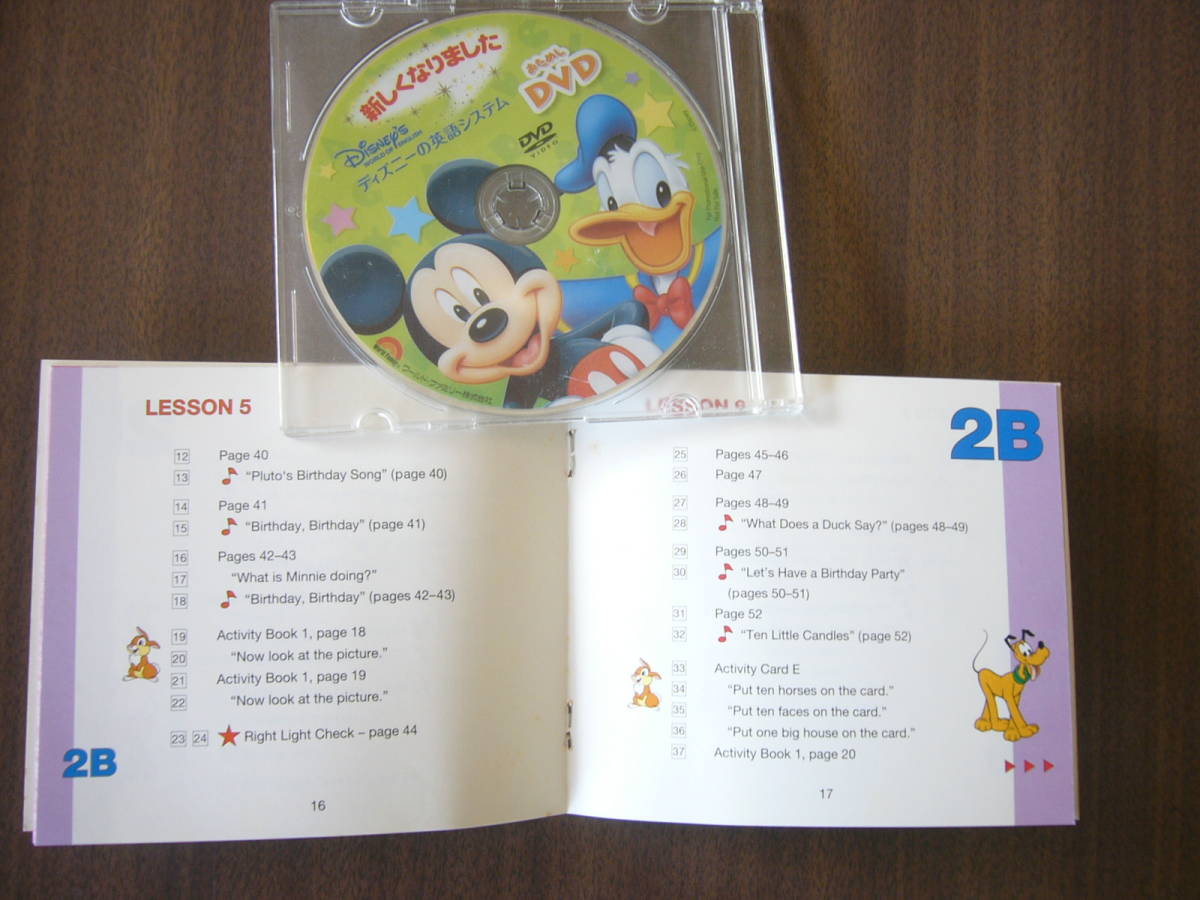 新しくなりました
おためし
DVD
DISNEY'S
WORLD OF ENGLISH
ディズニーの英語システム
DVD
VIDEO
ワールド・ファミリー株式会社
LESSON 5
12 Page 40
13 “Pluto's Birthday Song” (page 40)
14 Page 41
15 “Birthday, Birthday” (page 41)
16 Pages 42–43
17 “What is Minnie doing?”
18 “Birthday, Birthday” (pages 42–43)
19 Activity Book 1, page 18
20 “Now look at the picture.”
21 Activity Book 1, page 19
22 “Now look at the picture.”
23 24 Right Light Check – page 44
2B
16
LESSON
2B
25 Pages 45–46
26 Page 47
27 Pages 48–49
28 “What Does a Duck Say?” (pages 48–49)
29 Pages 50–51
30 “Let's Have a Birthday Party”
(pages 50–51)
31 Page 52
32 “Ten Little Candles” (page 52)
33 Activity Card E
34 “Put ten horses on the card.”
35 “Put ten faces on the card.”
36 “Put one big house on the card.”
37 Activity Book 1, page 20
17